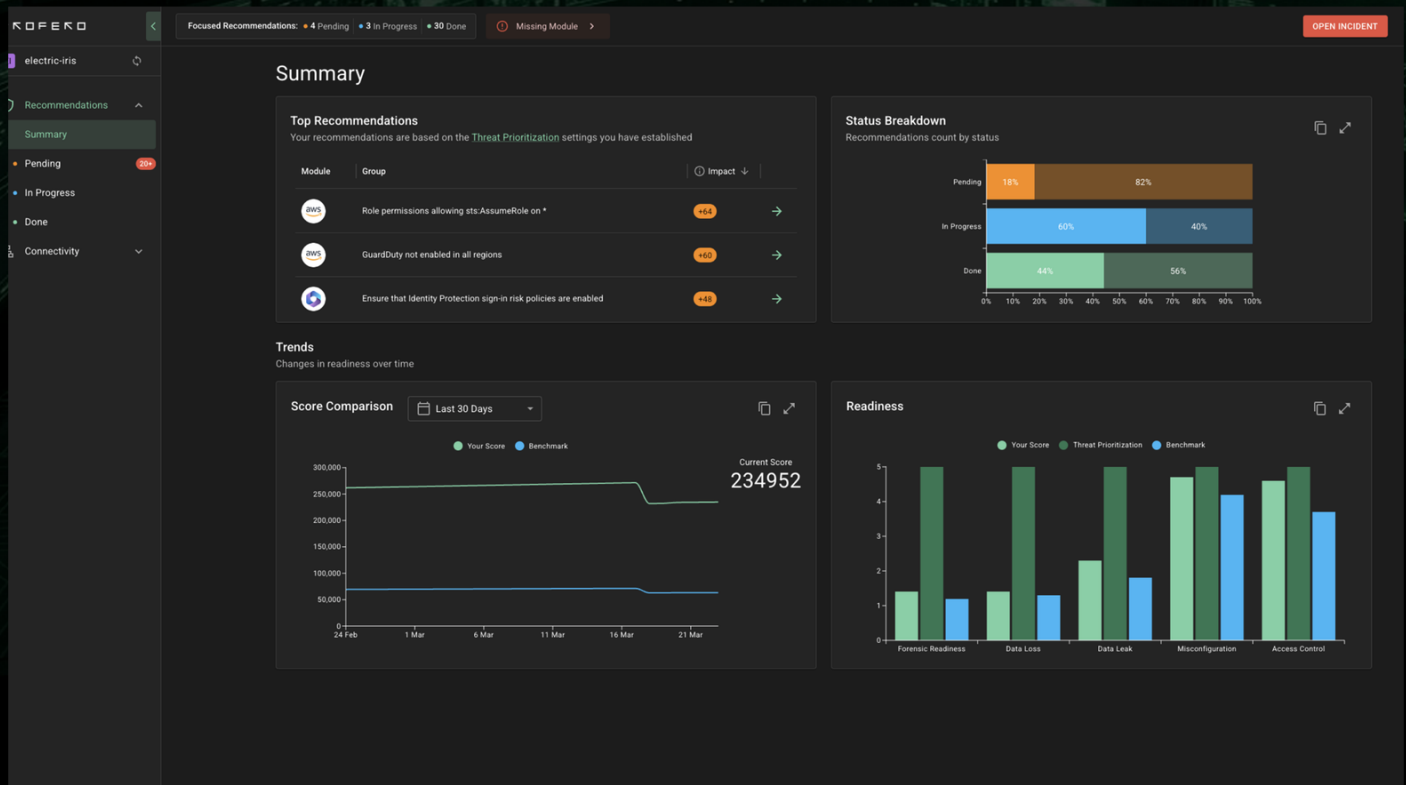 KOFEKO
Focused Recommendations: 4 Pending 3 In Progress 30 Done
Missing Module
OPEN INCIDENT
electric-iris
Recommendations
Summary
Pending 20+
In Progress
Done
Connectivity
Summary
Top Recommendations
Your recommendations are based on the Threat Prioritization settings you have established
Module Group Impact
aws Role permissions allowing sts:AssumeRole on * +64
aws GuardDuty not enabled in all regions +60
Ensure that Identity Protection sign-in risk policies are enabled +48
Status Breakdown
Recommendations count by status
Pending 18% 82%
In Progress 60% 40%
Done 44% 56%
0% 10% 20% 30% 40% 50% 60% 70% 80% 90% 100%
Trends
Changes in readiness over time
Score Comparison Last 30 Days
Your Score Benchmark
Current Score
234952
300,000
250,000
200,000
150,000
100,000
50,000
0
24 Feb 1 Mar 6 Mar 11 Mar 16 Mar 21 Mar
Readiness
Your Score Threat Prioritization Benchmark
5
4
3
2
1
0
Forensic Readiness Data Loss Data Leak Misconfiguration Access Control